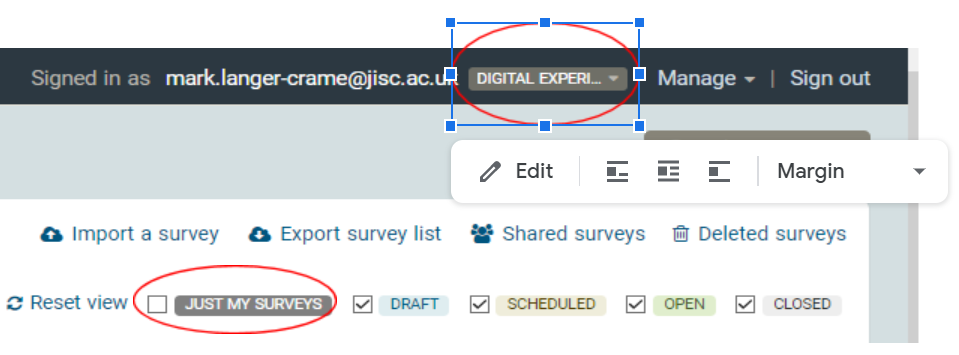 Signed in as mark.langer-crame@jisc.ac.uk DIGITAL EXPERI... Manage | Sign out
Edit Margin
Import a survey Export survey list Shared surveys Deleted surveys
Reset view JUST MY SURVEYS DRAFT SCHEDULED OPEN CLOSED